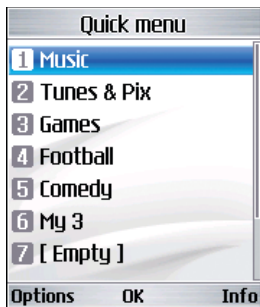 Quick menu
1 Music
2 Tunes & Pix
3 Games
4 Football
5 Comedy
6 My 3
7 [ Empty ]
Options OK Info